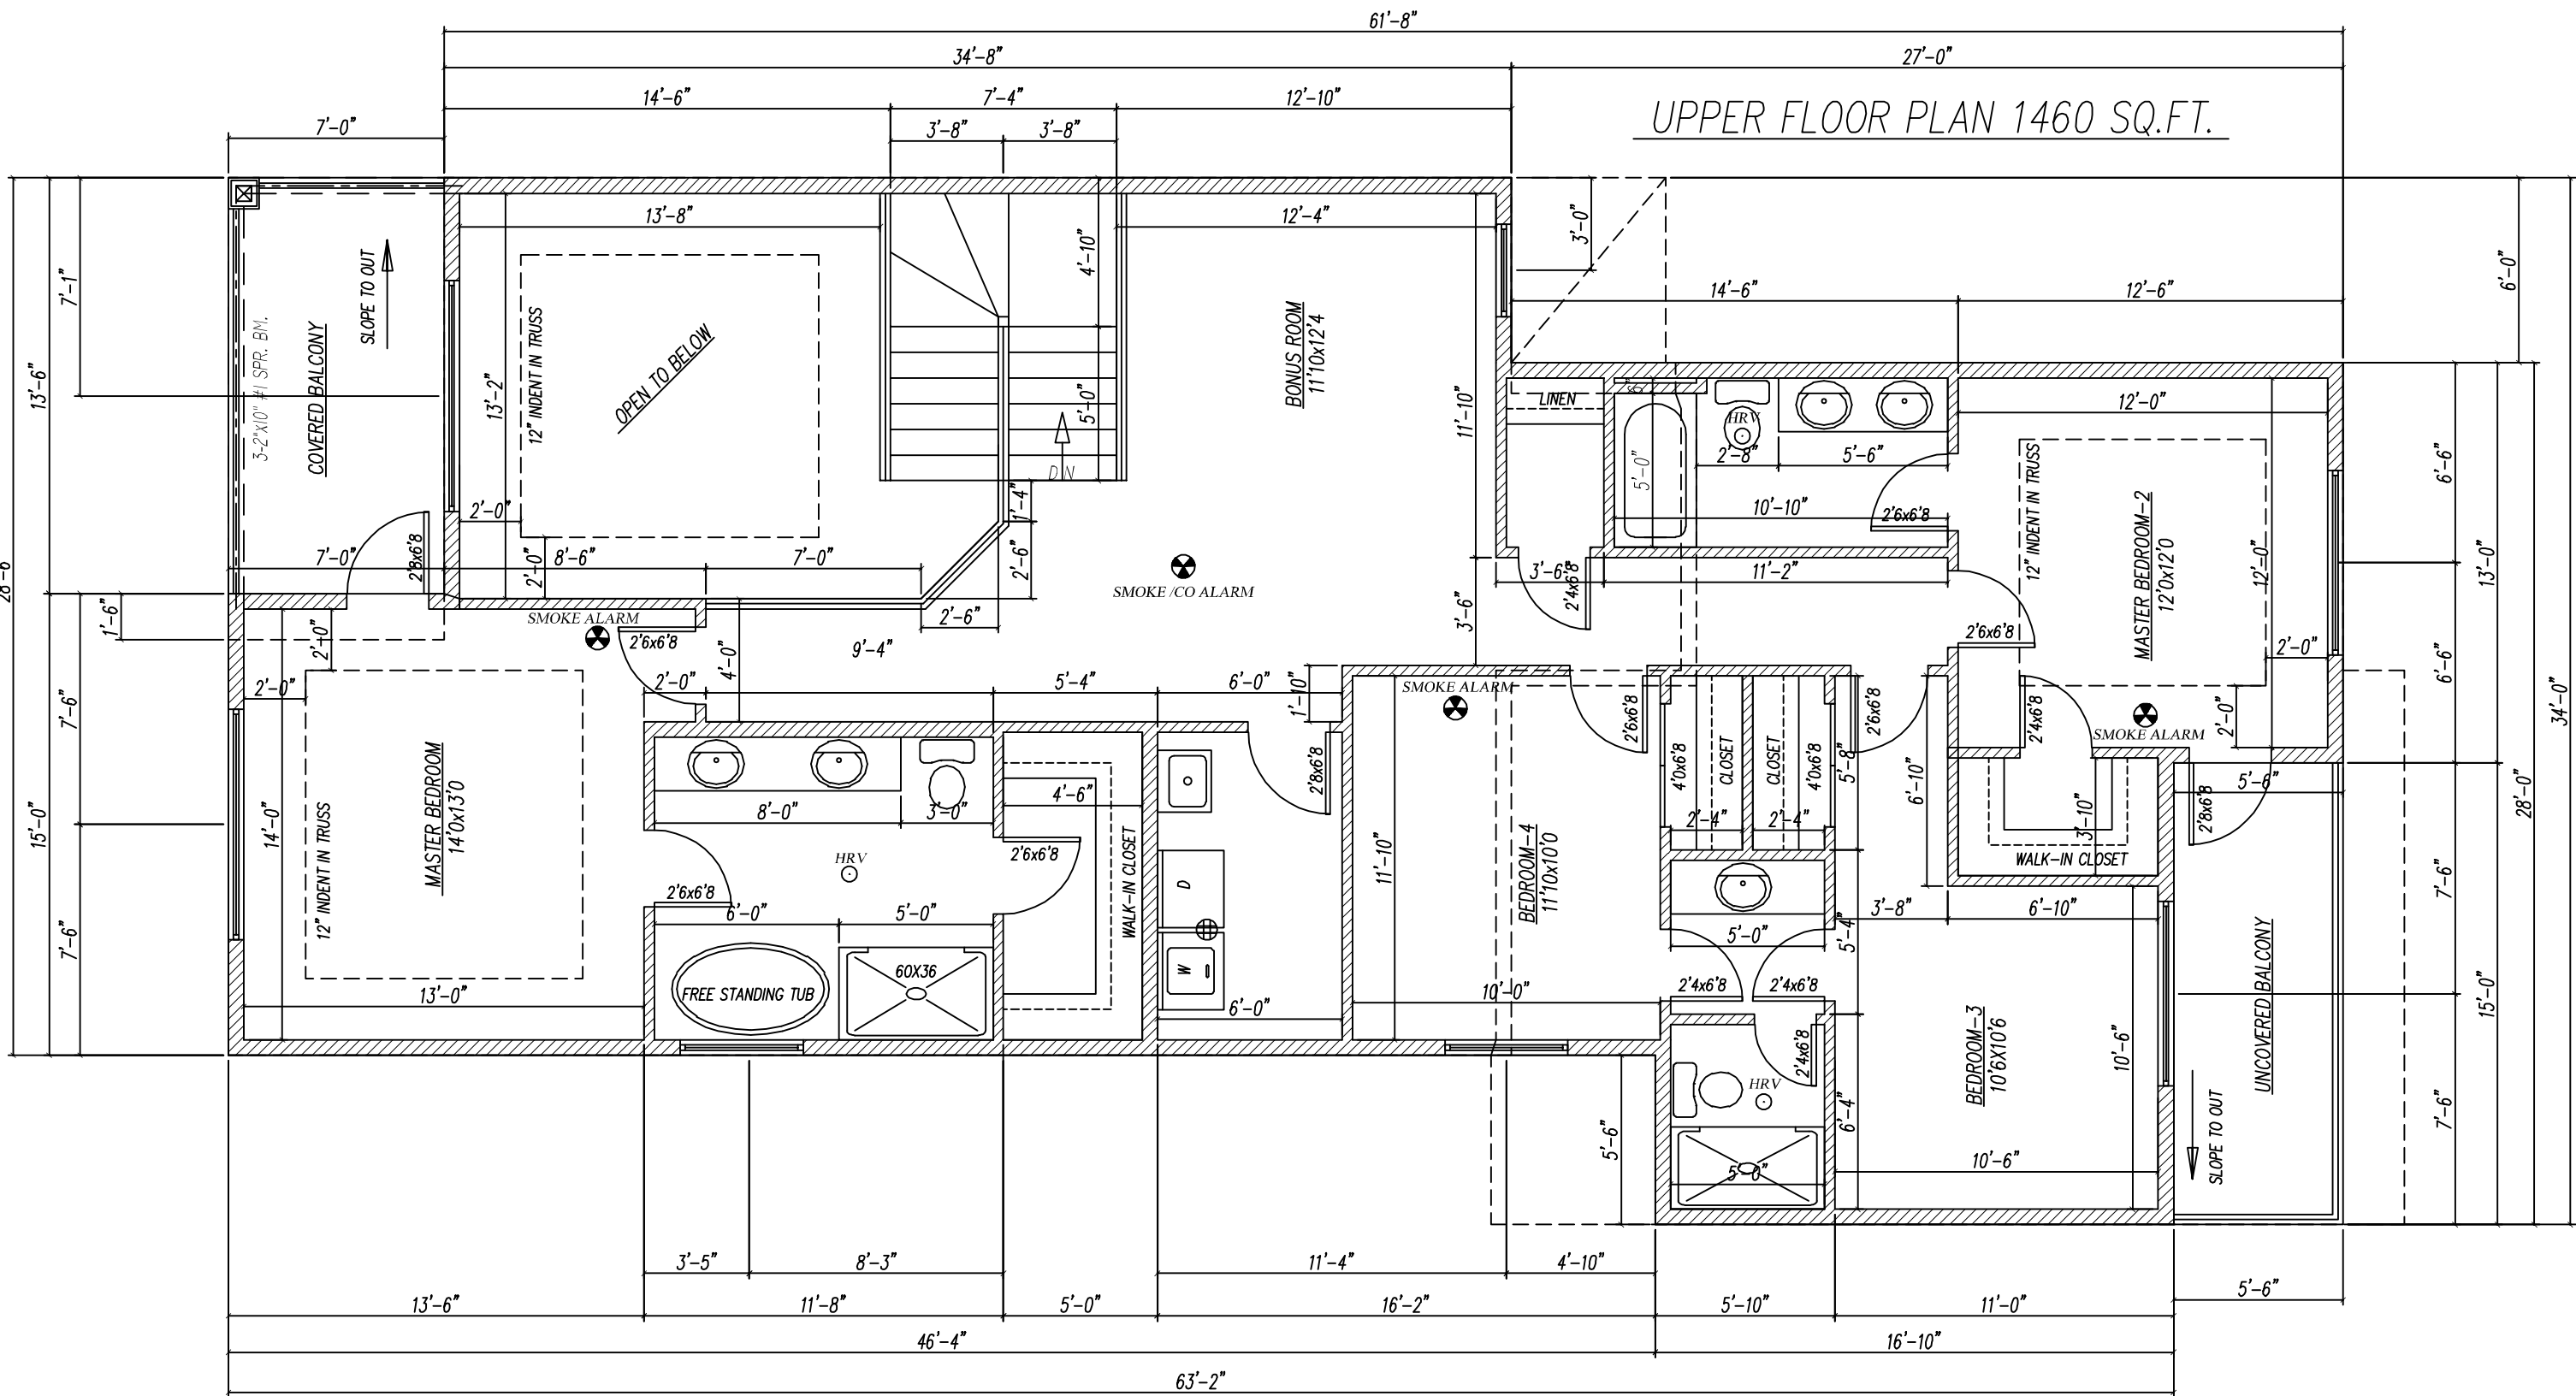 61'-8"
34'-8"
27'-0"
14'-6"
7'-4"
12'-10"
UPPER FLOOR PLAN 1460 SQ.FT.
7'-0"
3'-8"
3'-8"
13'-8"
12'-4"
3'-0"
4'-10"
6'-0"
7'-1"
SLOPE TO OUT
3-2"x10" #1 SPR. BM.
COVERED BALCONY
12" INDENT IN TRUSS
OPEN TO BELOW
BONUS ROOM
11'10x12'4
14'-6"
12'-6"
13'-6"
13'-2"
5'-0"
11'-10"
LINEN
6"
HRV
12'-0"
2'-8"
5'-6"
5'-0"
DN
12" INDENT IN TRUSS
MASTER BEDROOM-2
12'0x12'0
6'-6"
13'-0"
2'-0"
1'-4"
10'-10"
2'6x6'8
28'-6"
7'-0"
2'8x6'8
8'-6"
2'-0"
7'-0"
2'-6"
SMOKE /CO ALARM
3'-6"
2'4x6'8
11'-2"
12'-0"
1'-6"
2'-0"
SMOKE ALARM
2'6x6'8
2'-6"
9'-4"
4'-0"
3'-6"
2'6x6'8
2'-0"
6'-6"
2'-0"
2'-0"
5'-4"
6'-0"
1'-10"
SMOKE ALARM
2'6x6'8
2'6x6'8
2'4x6'8
2'-0"
SMOKE ALARM
34'-0"
7'-6"
MASTER BEDROOM
14'0x13'0
2'8x6'8
4'0x6'8
CLOSET
CLOSET
4'0x6'8
5'-8"
6'-10"
5'-6"
2'8x6'8
28'-0"
15'-0"
14'-0"
12" INDENT IN TRUSS
8'-0"
3'-0"
4'-6"
2'-4"
2'-4"
3'-10"
HRV
2'6x6'8
WALK-IN CLOSET
11'-10"
BEDROOM-4
11'10x10'0
WALK-IN CLOSET
7'-6"
2'6x6'8
D
6'-0"
5'-0"
3'-8"
6'-10"
7'-6"
5'-0"
5'-4"
UNCOVERED BALCONY
13'-0"
FREE STANDING TUB
60X36
W
6'-0"
10'-0"
2'4x6'8
2'4x6'8
15'-0"
2'4x6'8
HRV
10'-6"
BEDROOM-3
10'6X10'6
5'-6"
6'-4"
7'-6"
SLOPE TO OUT
10'-6"
5'-0"
3'-5"
8'-3"
11'-4"
4'-10"
13'-6"
11'-8"
5'-0"
16'-2"
5'-10"
11'-0"
5'-6"
46'-4"
16'-10"
63'-2"